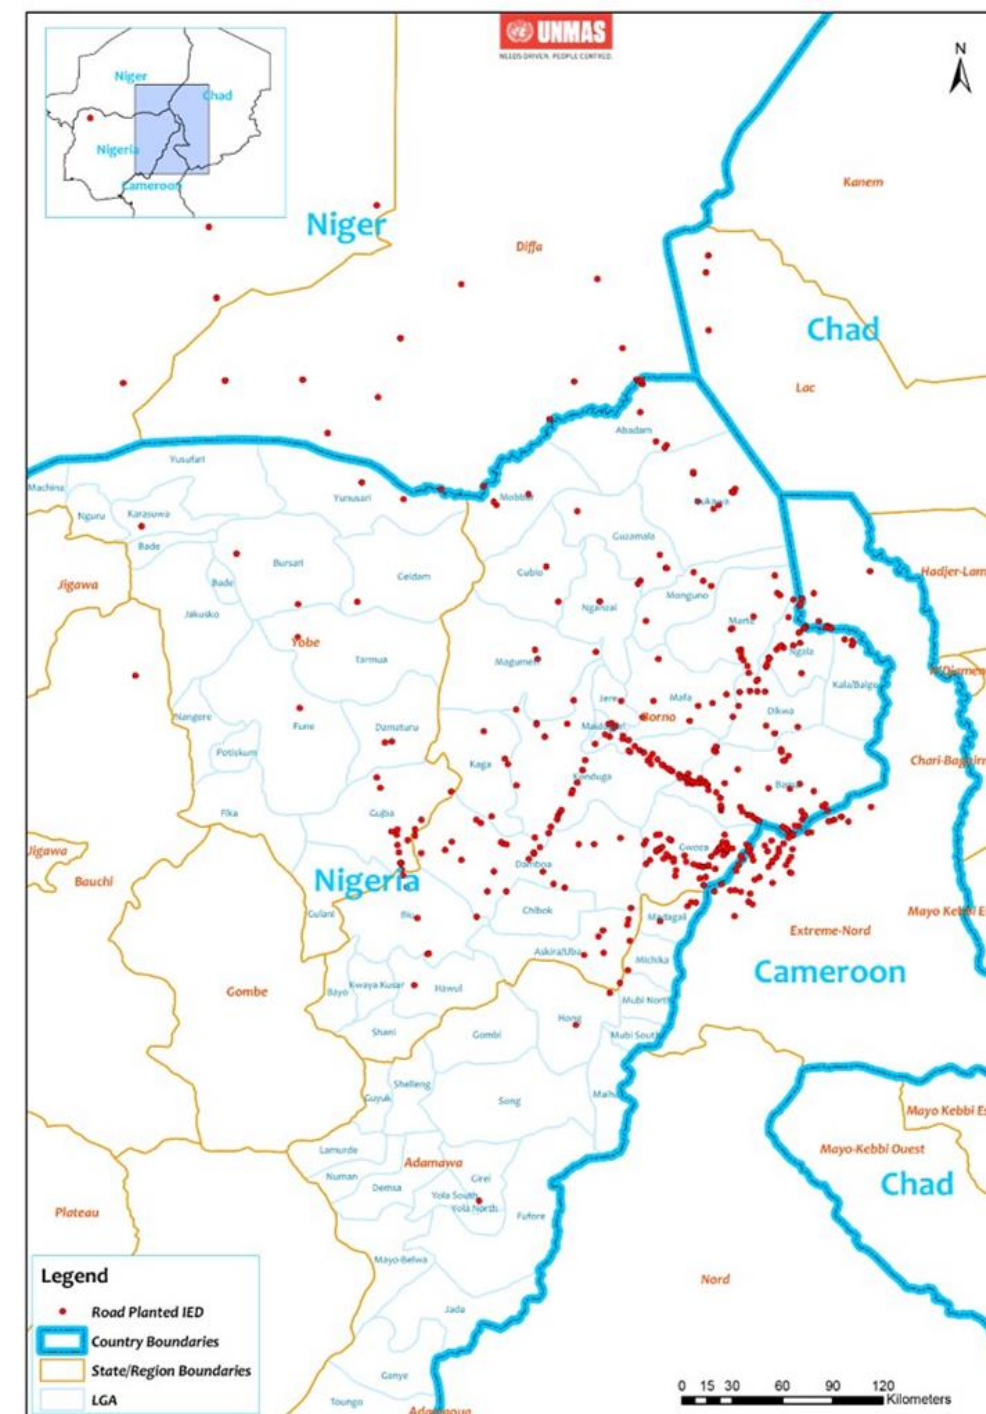 UNMAS
NEEDS-DRIVEN. PEOPLE CENTRED.
N
Niger
Chad
Nigeria
Cameroon
Kanem
Niger
Diffa
Chad
Lac
Abadam
Yusufari
Machina
Yunusari
Mobbar
Nguru
Karasuwa
Guzamala
Bade
Bursari
Geidam
Gubio
Hadjer-Lam
Jigawa
Bade
Monguno
Jakusko
Nganzai
Marte
Yobe
Ngala
Tarmua
Magumeri
Kala/Balge
Jere
Mafa
Dikwa
Nangere
Fune
Damaturu
Borno
Potiskum
Kaga
Konduga
Chari-Baguirm
Fika
Gujba
Jigawa
Gwoza
Bauchi
Damboa
Nigeria
Gulani
Biu
Chibok
Madagali
Mayo Kebbi E
Extreme-Nord
Askira/Uba
Michika
Cameroon
Gombe
Bayo
Kwaya Kusar
Hawul
Mubi North
Shani
Gombi
Hong
Mubi South
Shelleng
Guyuk
Song
Maiha
Mayo Kebbi Es
Lamurde
Mayo-Kebbi Ouest
Adamawa
Numan
Demsa
Girei
Chad
Yola South
Yola North
Plateau
Fufore
Mayo-Belwa
Nord
Jada
Ganye
Toungo
Legend
Road Planted IED
Country Boundaries
State/Region Boundaries
LGA
0 15 30 60 90 120
Kilometers